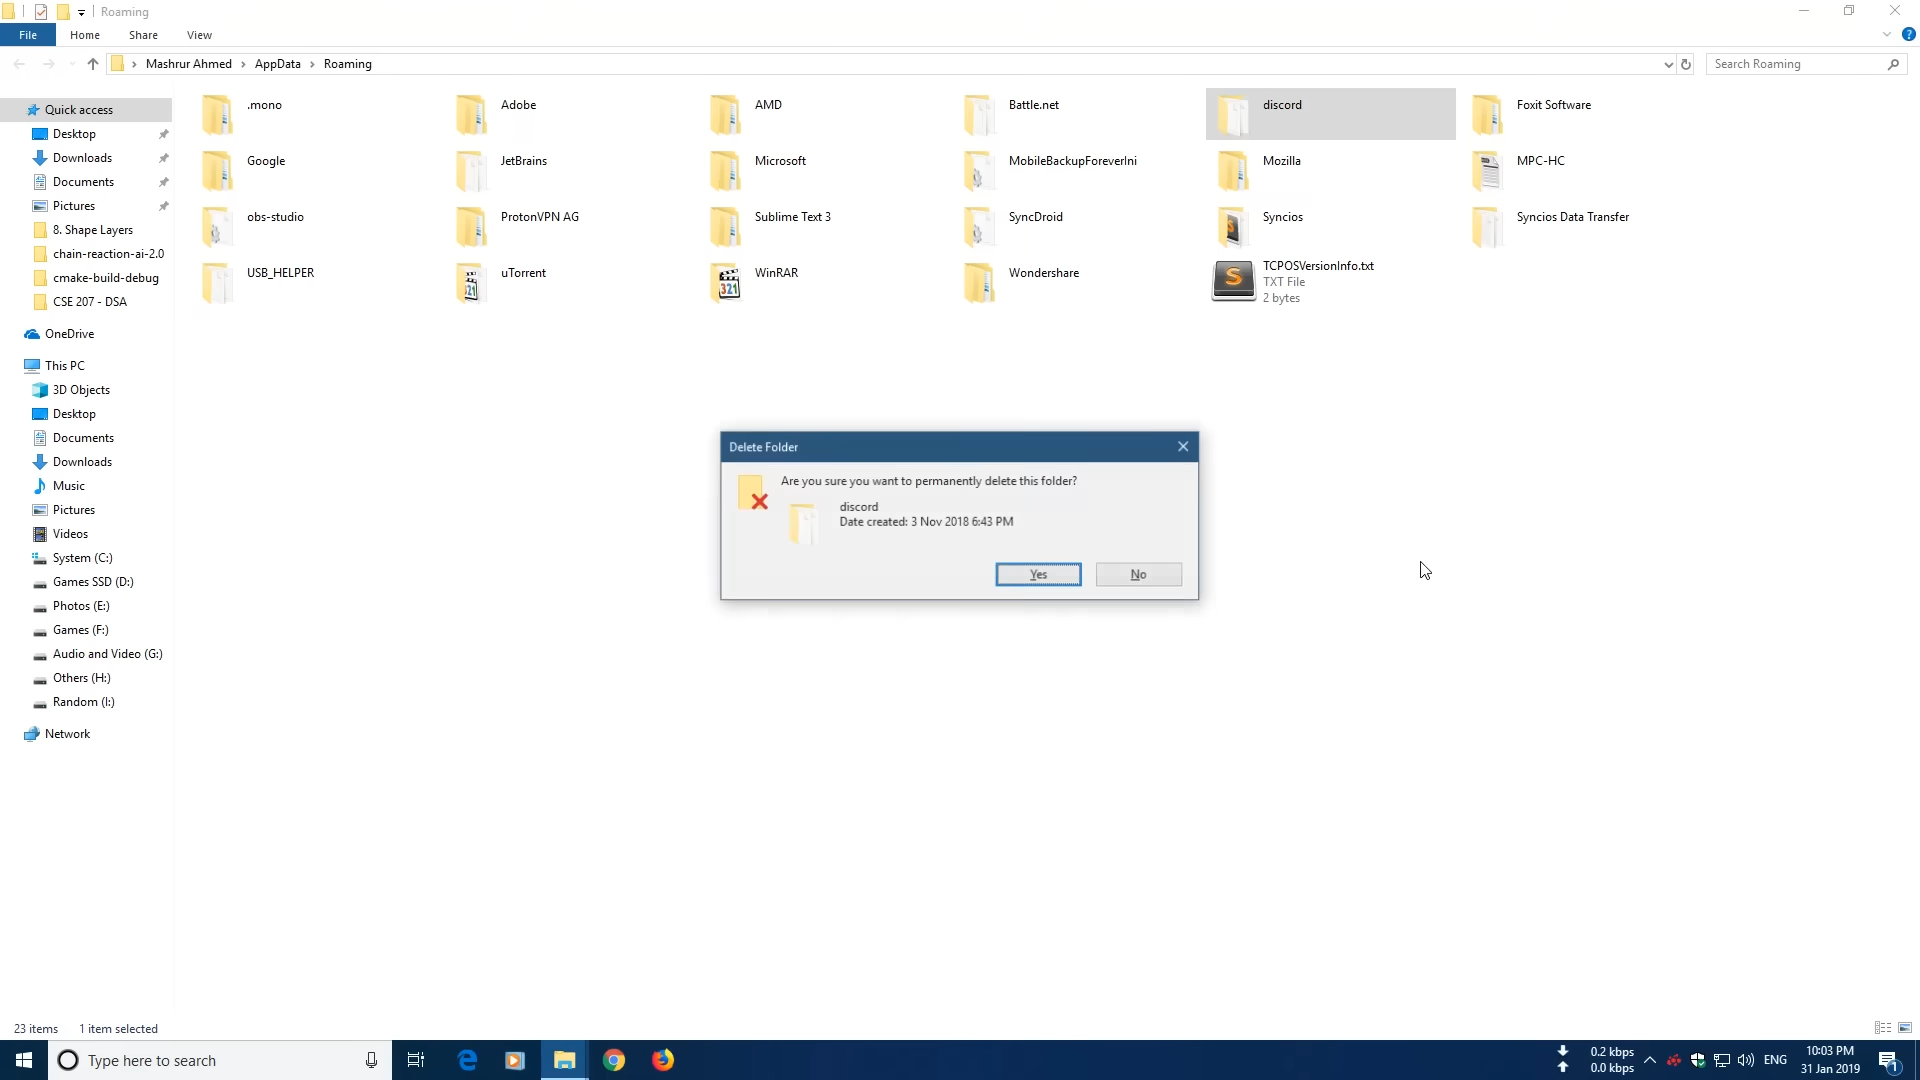 Roaming
File
Home
Share
View
Mashrur Ahmed
AppData
Roaming
Search Roaming
Quick access
Desktop
Downloads
Documents
Pictures
8. Shape Layers
chain-reaction-ai-2.0
cmake-build-debug
CSE 207 - DSA
OneDrive
This PC
3D Objects
Desktop
Documents
Downloads
Music
Pictures
Videos
System (C:)
Games SSD (D:)
Photos (E:)
Games (F:)
Audio and Video (G:)
Others (H:)
Random (I:)
Network
.mono
Adobe
AMD
Battle.net
discord
Foxit Software
Google
JetBrains
Microsoft
MobileBackupForeverIni
Mozilla
MPC-HC
obs-studio
ProtonVPN AG
Sublime Text 3
SyncDroid
Syncios
Syncios Data Transfer
USB_HELPER
uTorrent
321
WinRAR
321
Wondershare
S
TCPOSVersionInfo.txt
TXT File
2 bytes
Delete Folder
Are you sure you want to permanently delete this folder?
discord
Date created: 3 Nov 2018 6:43 PM
Yes
No
23 items
1 item selected
Type here to search
0.2 kbps
0.0 kbps
ENG
10:03 PM
31 Jan 2019
1